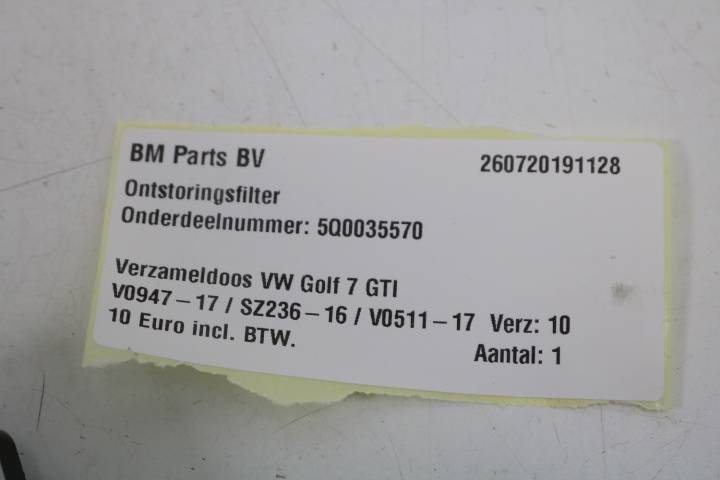 BM Parts BV 260720191128
Ontstoringsfilter
Onderdeelnummer: 5Q0035570
Verzameldoos VW Golf 7 GTI
V0947-17 / SZ236-16 / V0511-17 Verz: 10
10 Euro incl. BTW. Aantal: 1